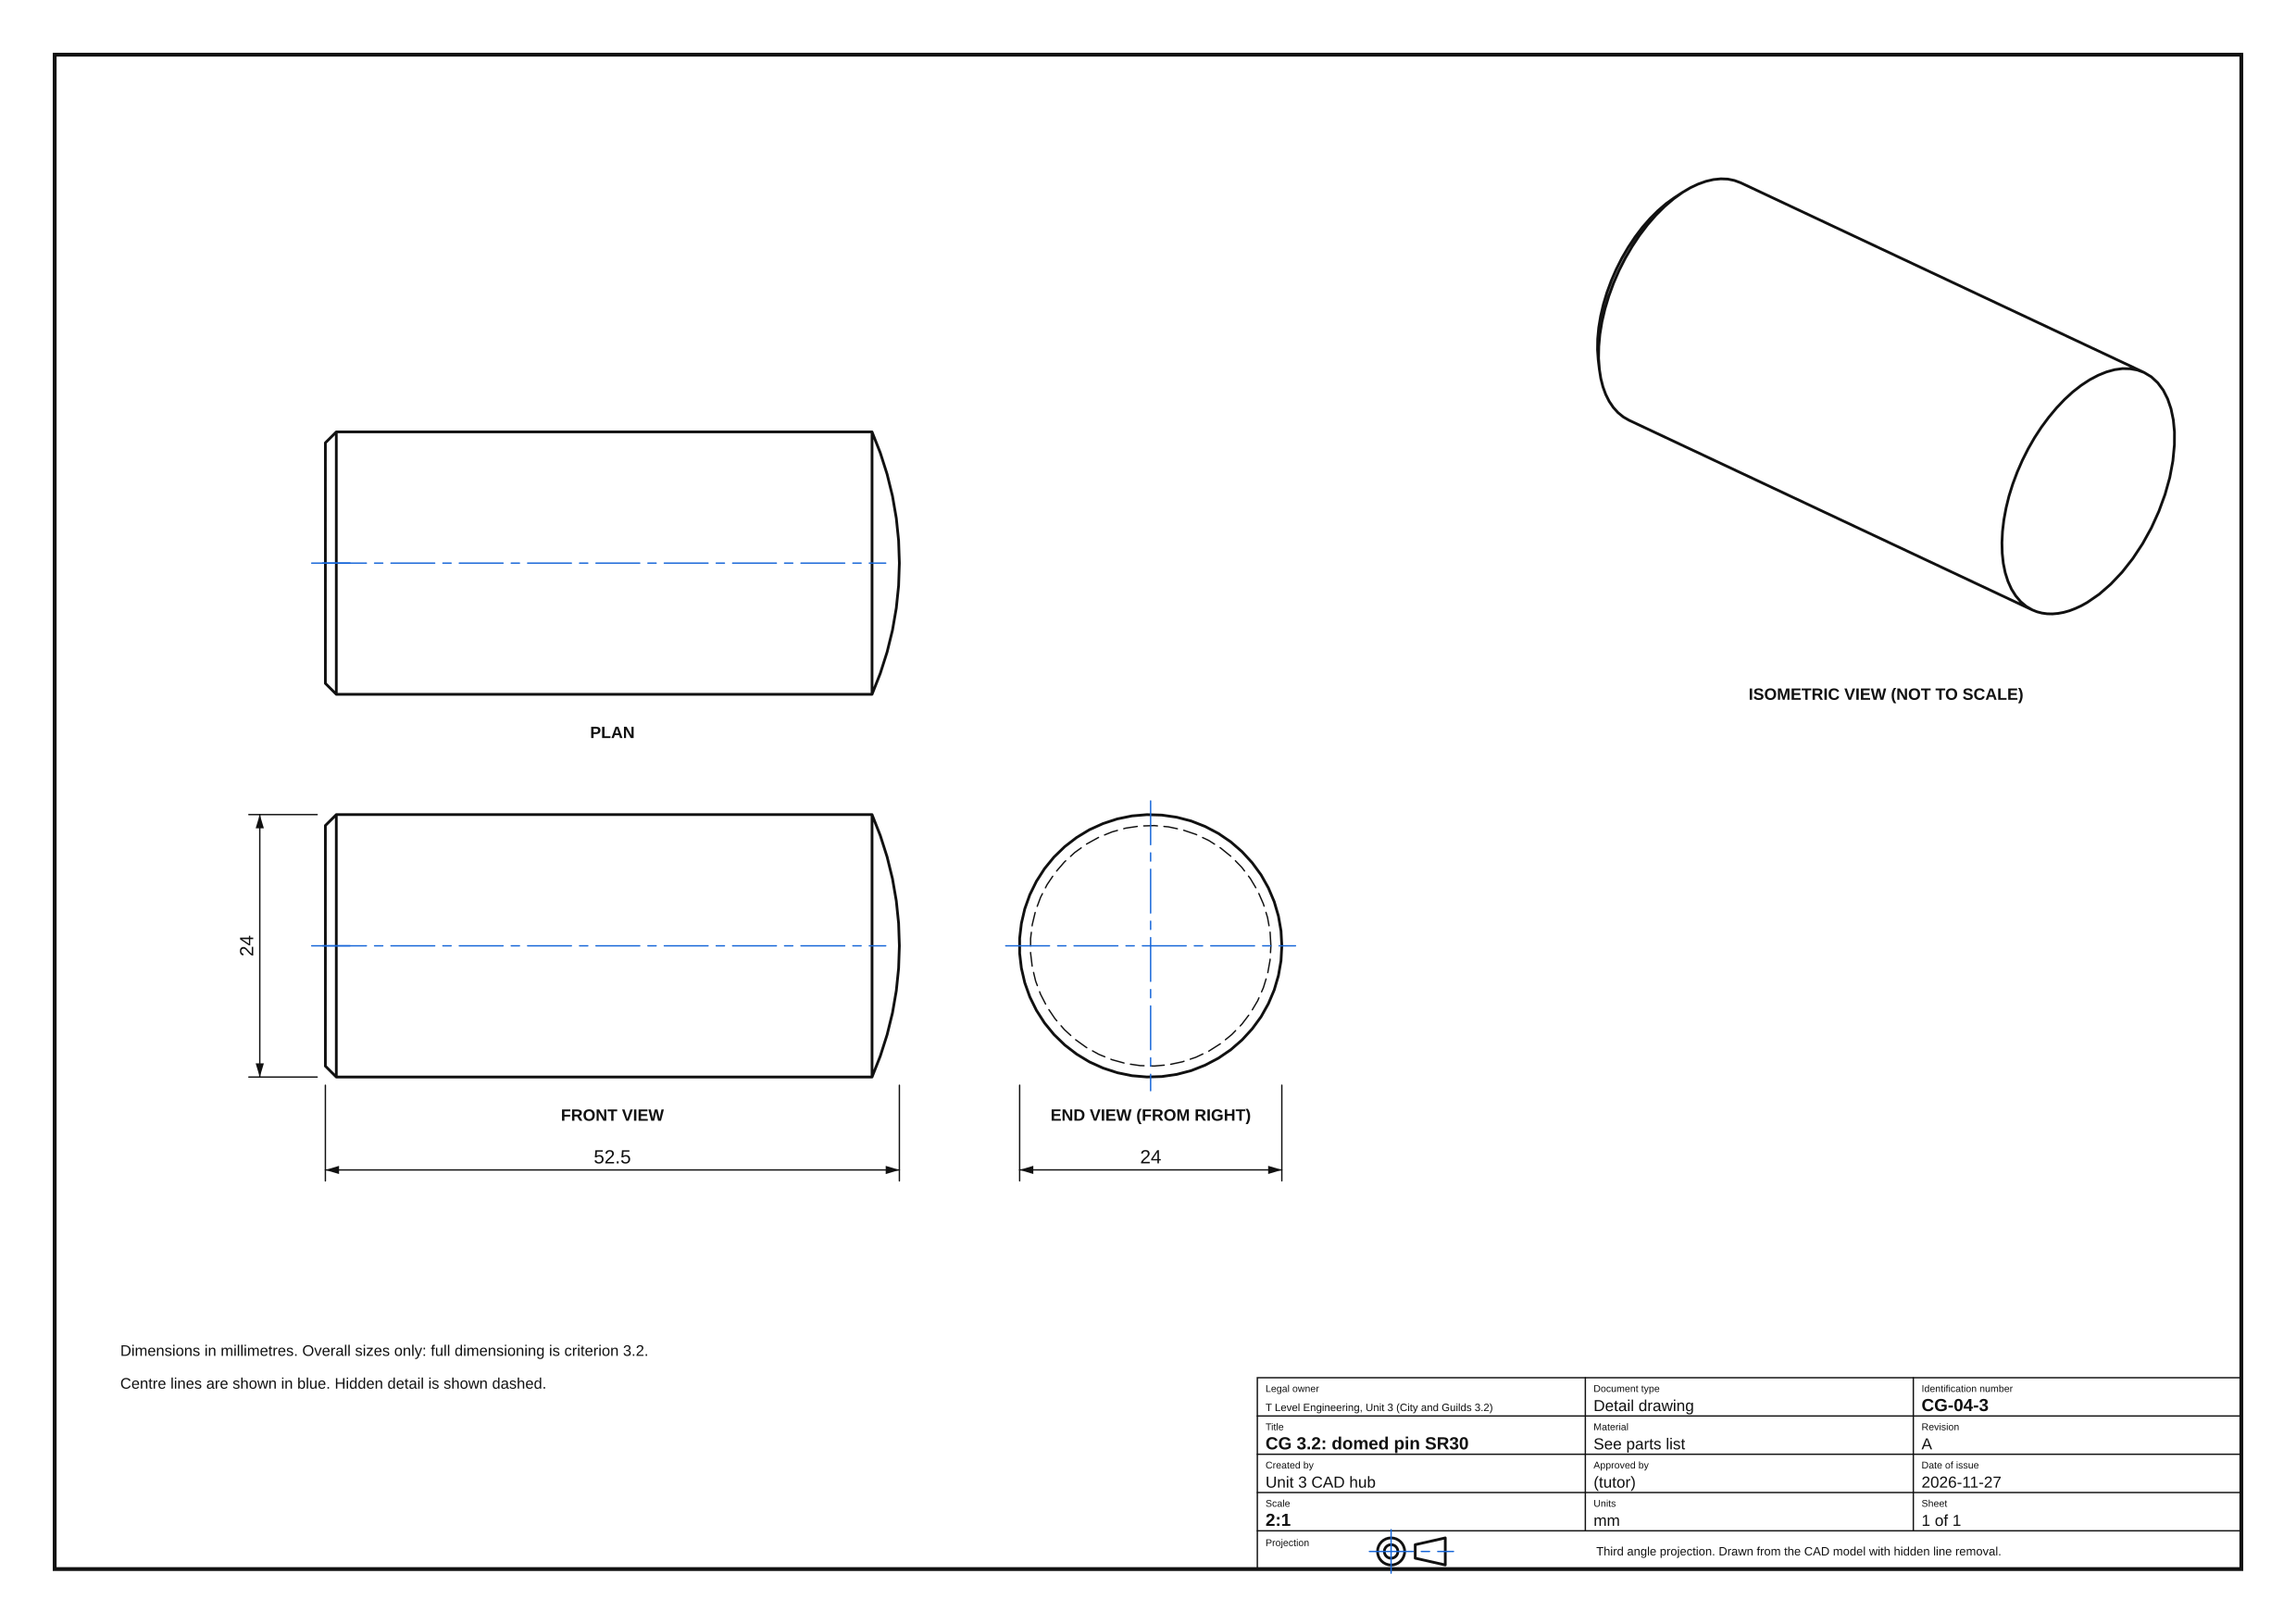 ISOMETRIC VIEW (NOT TO SCALE)
PLAN
24
FRONT VIEW
END VIEW (FROM RIGHT)
52.5
24
Dimensions in millimetres. Overall sizes only: full dimensioning is criterion 3.2.
Centre lines are shown in blue. Hidden detail is shown dashed.
Legal owner
T Level Engineering, Unit 3 (City and Guilds 3.2)
Document type
Detail drawing
Identification number
CG-04-3
Title
CG 3.2: domed pin SR30
Material
See parts list
Revision
A
Created by
Unit 3 CAD hub
Approved by
(tutor)
Date of issue
2026-11-27
Scale
2:1
Units
mm
Sheet
1 of 1
Projection
Third angle projection. Drawn from the CAD model with hidden line removal.